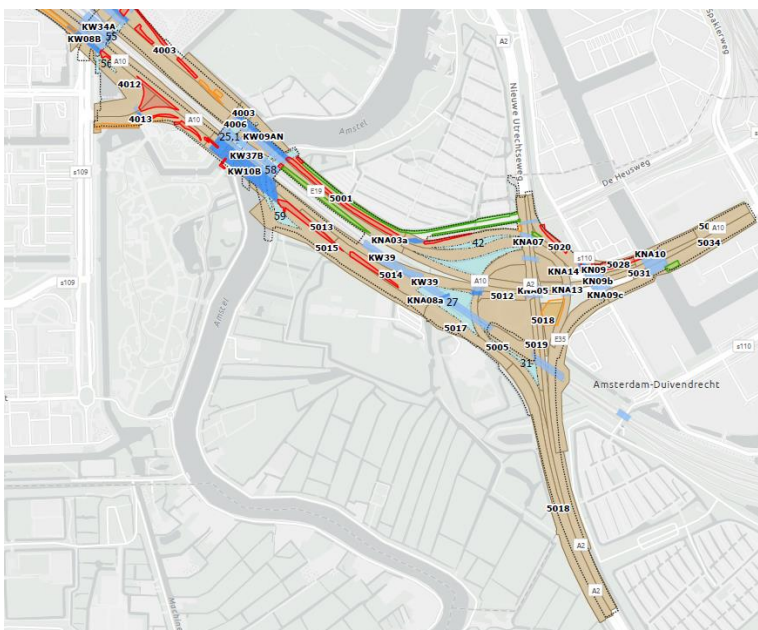 KW34A
KW08B
55
A2
A10
4003
Spaklerweg
56
4012
Nieuwe Utrechtseweg
4013
A10
4003
4006
25,1
KW09AN
Amstel
KW37B
58
KW10B
s109
De Heusweg
E19
5001
59
5013
KNA03a
42
KNA07
5020
A10
5034
5015
KW39
s110
KNA10
5014
KNA14
KN09
5028
5031
s109
KW39
A10
A2
KN09b
5012
KNA05
KNA13
KNA09c
KNA08a
27
5017
5018
Amstel
5005
5019
E35
s110
31
Amsterdam-Duivendrecht
5018
A2
A2